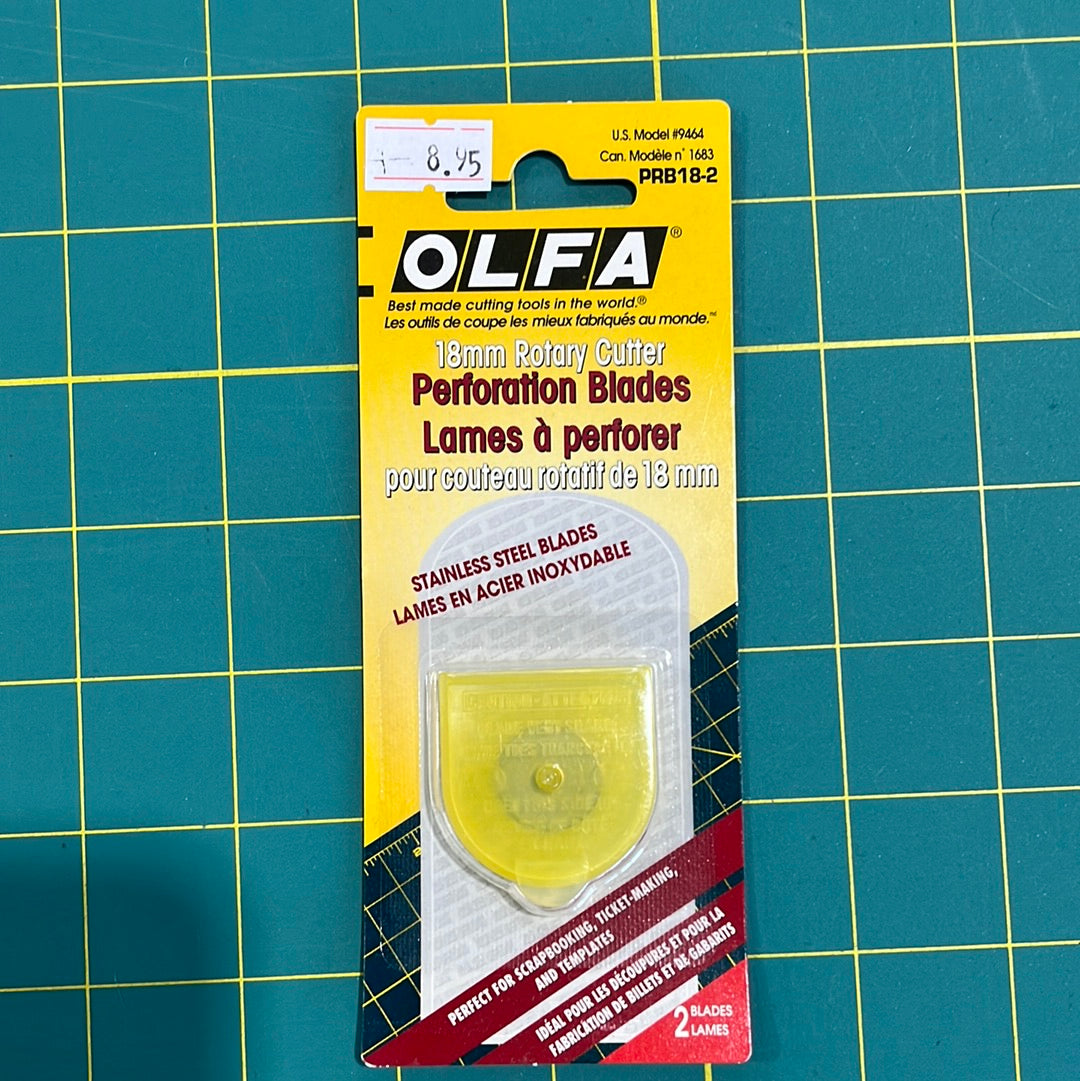 8.95
U.S. Model #9464
Can. Modèle n° 1683
PRB18-2
OLFA®
Best made cutting tools in the world.®
Les outils de coupe les mieux fabriqués au monde.
18mm Rotary Cutter
Perforation Blades
Lames à perforer
pour couteau rotatif de 18 mm
STAINLESS STEEL BLADES
LAMES EN ACIER INOXYDABLE
PERFECT FOR SCRAPBOOKING, TICKET-MAKING,
AND TEMPLATES
IDÉAL POUR LES DÉCOUPURES ET POUR LA
FABRICATION DE BILLETS ET DE GABARITS
2 BLADES
LAMES